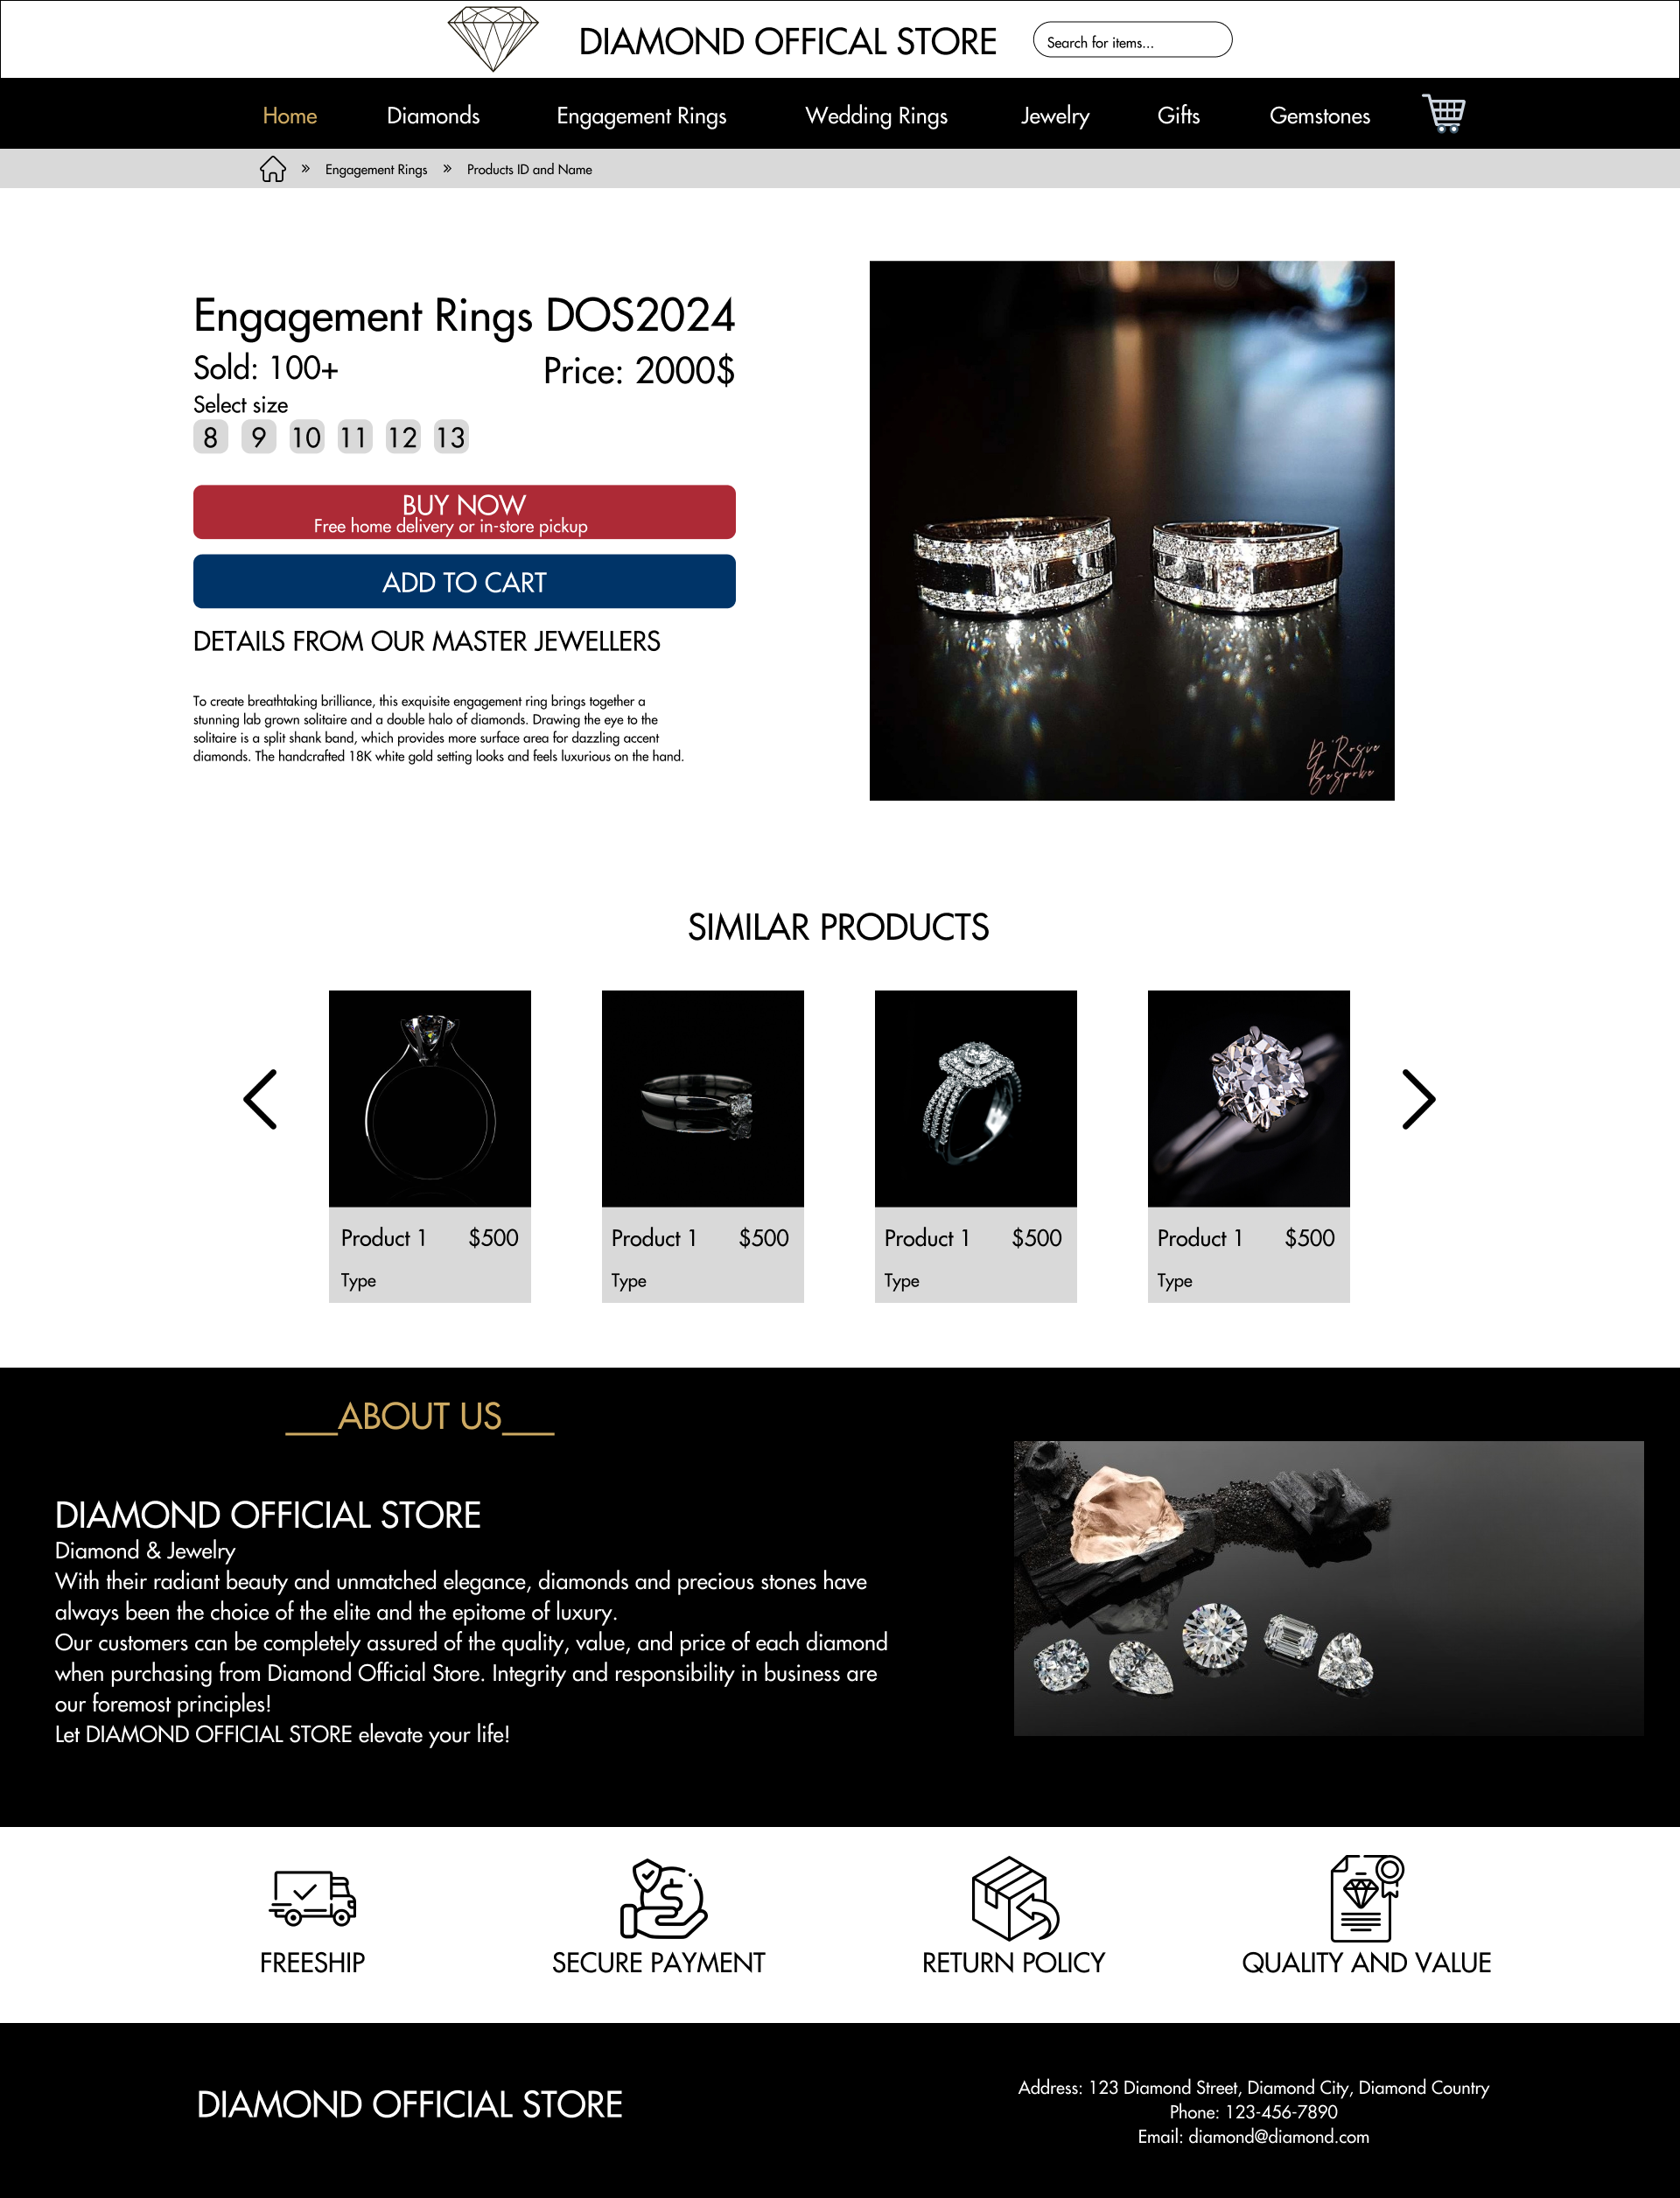 DIAMOND OFFICAL STORE
Search for items...
Home Diamonds Engagement Rings Wedding Rings Jewelry Gifts Gemstones
» Engagement Rings » Products ID and Name
Engagement Rings DOS2024
Sold: 100+ Price: 2000$
Select size
8 9 10 11 12 13
BUY NOW
Free home delivery or in-store pickup
ADD TO CART
DETAILS FROM OUR MASTER JEWELLERS
To create breathtaking brilliance, this exquisite engagement ring brings together a
stunning lab grown solitaire and a double halo of diamonds. Drawing the eye to the
solitaire is a split shank band, which provides more surface area for dazzling accent
diamonds. The handcrafted 18K white gold setting looks and feels luxurious on the hand.
D'Rosie
Bespoke
SIMILAR PRODUCTS
Product 1 $500
Type
Product 1 $500
Type
Product 1 $500
Type
Product 1 $500
Type
___ABOUT US___
DIAMOND OFFICIAL STORE
Diamond & Jewelry
With their radiant beauty and unmatched elegance, diamonds and precious stones have
always been the choice of the elite and the epitome of luxury.
Our customers can be completely assured of the quality, value, and price of each diamond
when purchasing from Diamond Official Store. Integrity and responsibility in business are
our foremost principles!
Let DIAMOND OFFICIAL STORE elevate your life!
FREESHIP
SECURE PAYMENT
RETURN POLICY
QUALITY AND VALUE
DIAMOND OFFICIAL STORE
Address: 123 Diamond Street, Diamond City, Diamond Country
Phone: 123-456-7890
Email: diamond@diamond.com